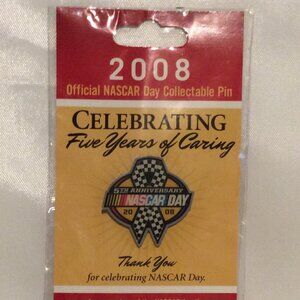 2008
Official NASCAR Day Collectable Pin
CELEBRATING
Five Years of Caring
5TH ANNIVERSARY
NASCAR DAY
20 08
Thank You
for celebrating NASCAR Day.